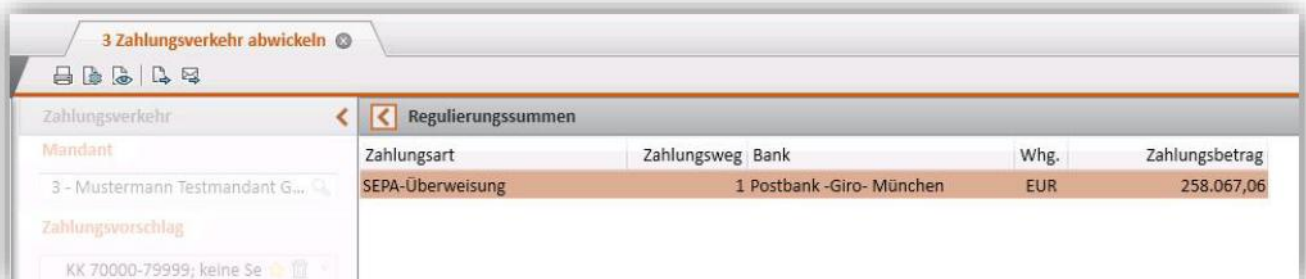 3 Zahlungsverkehr abwickeln
Zahlungsverkehr
Regulierungssummen
Mandant
Zahlungsart Zahlungsweg Bank Whg. Zahlungsbetrag
3 - Mustermann Testmandant G...
SEPA-Überweisung 1 Postbank -Giro- München EUR 258.067,06
Zahlungsvorschlag
KK 70000-79999; keine Se